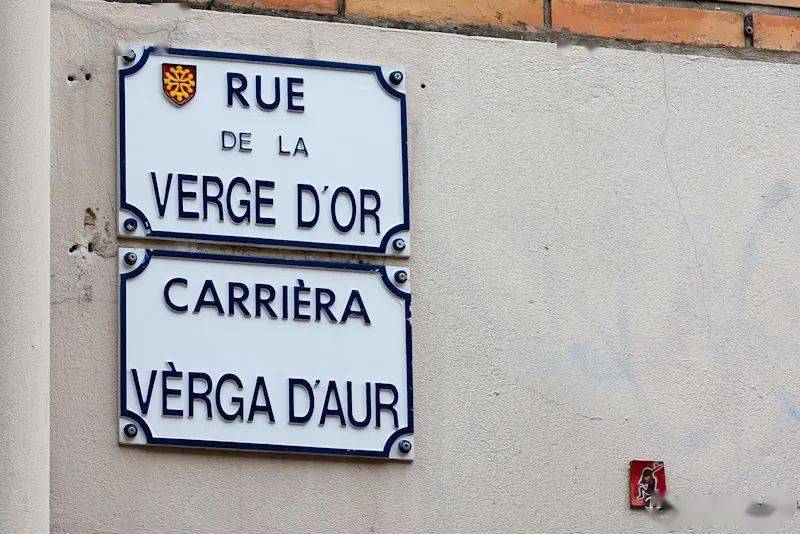 RUE
DE LA
VERGE D'OR
CARRIÈRA
VÈRGA D'AUR